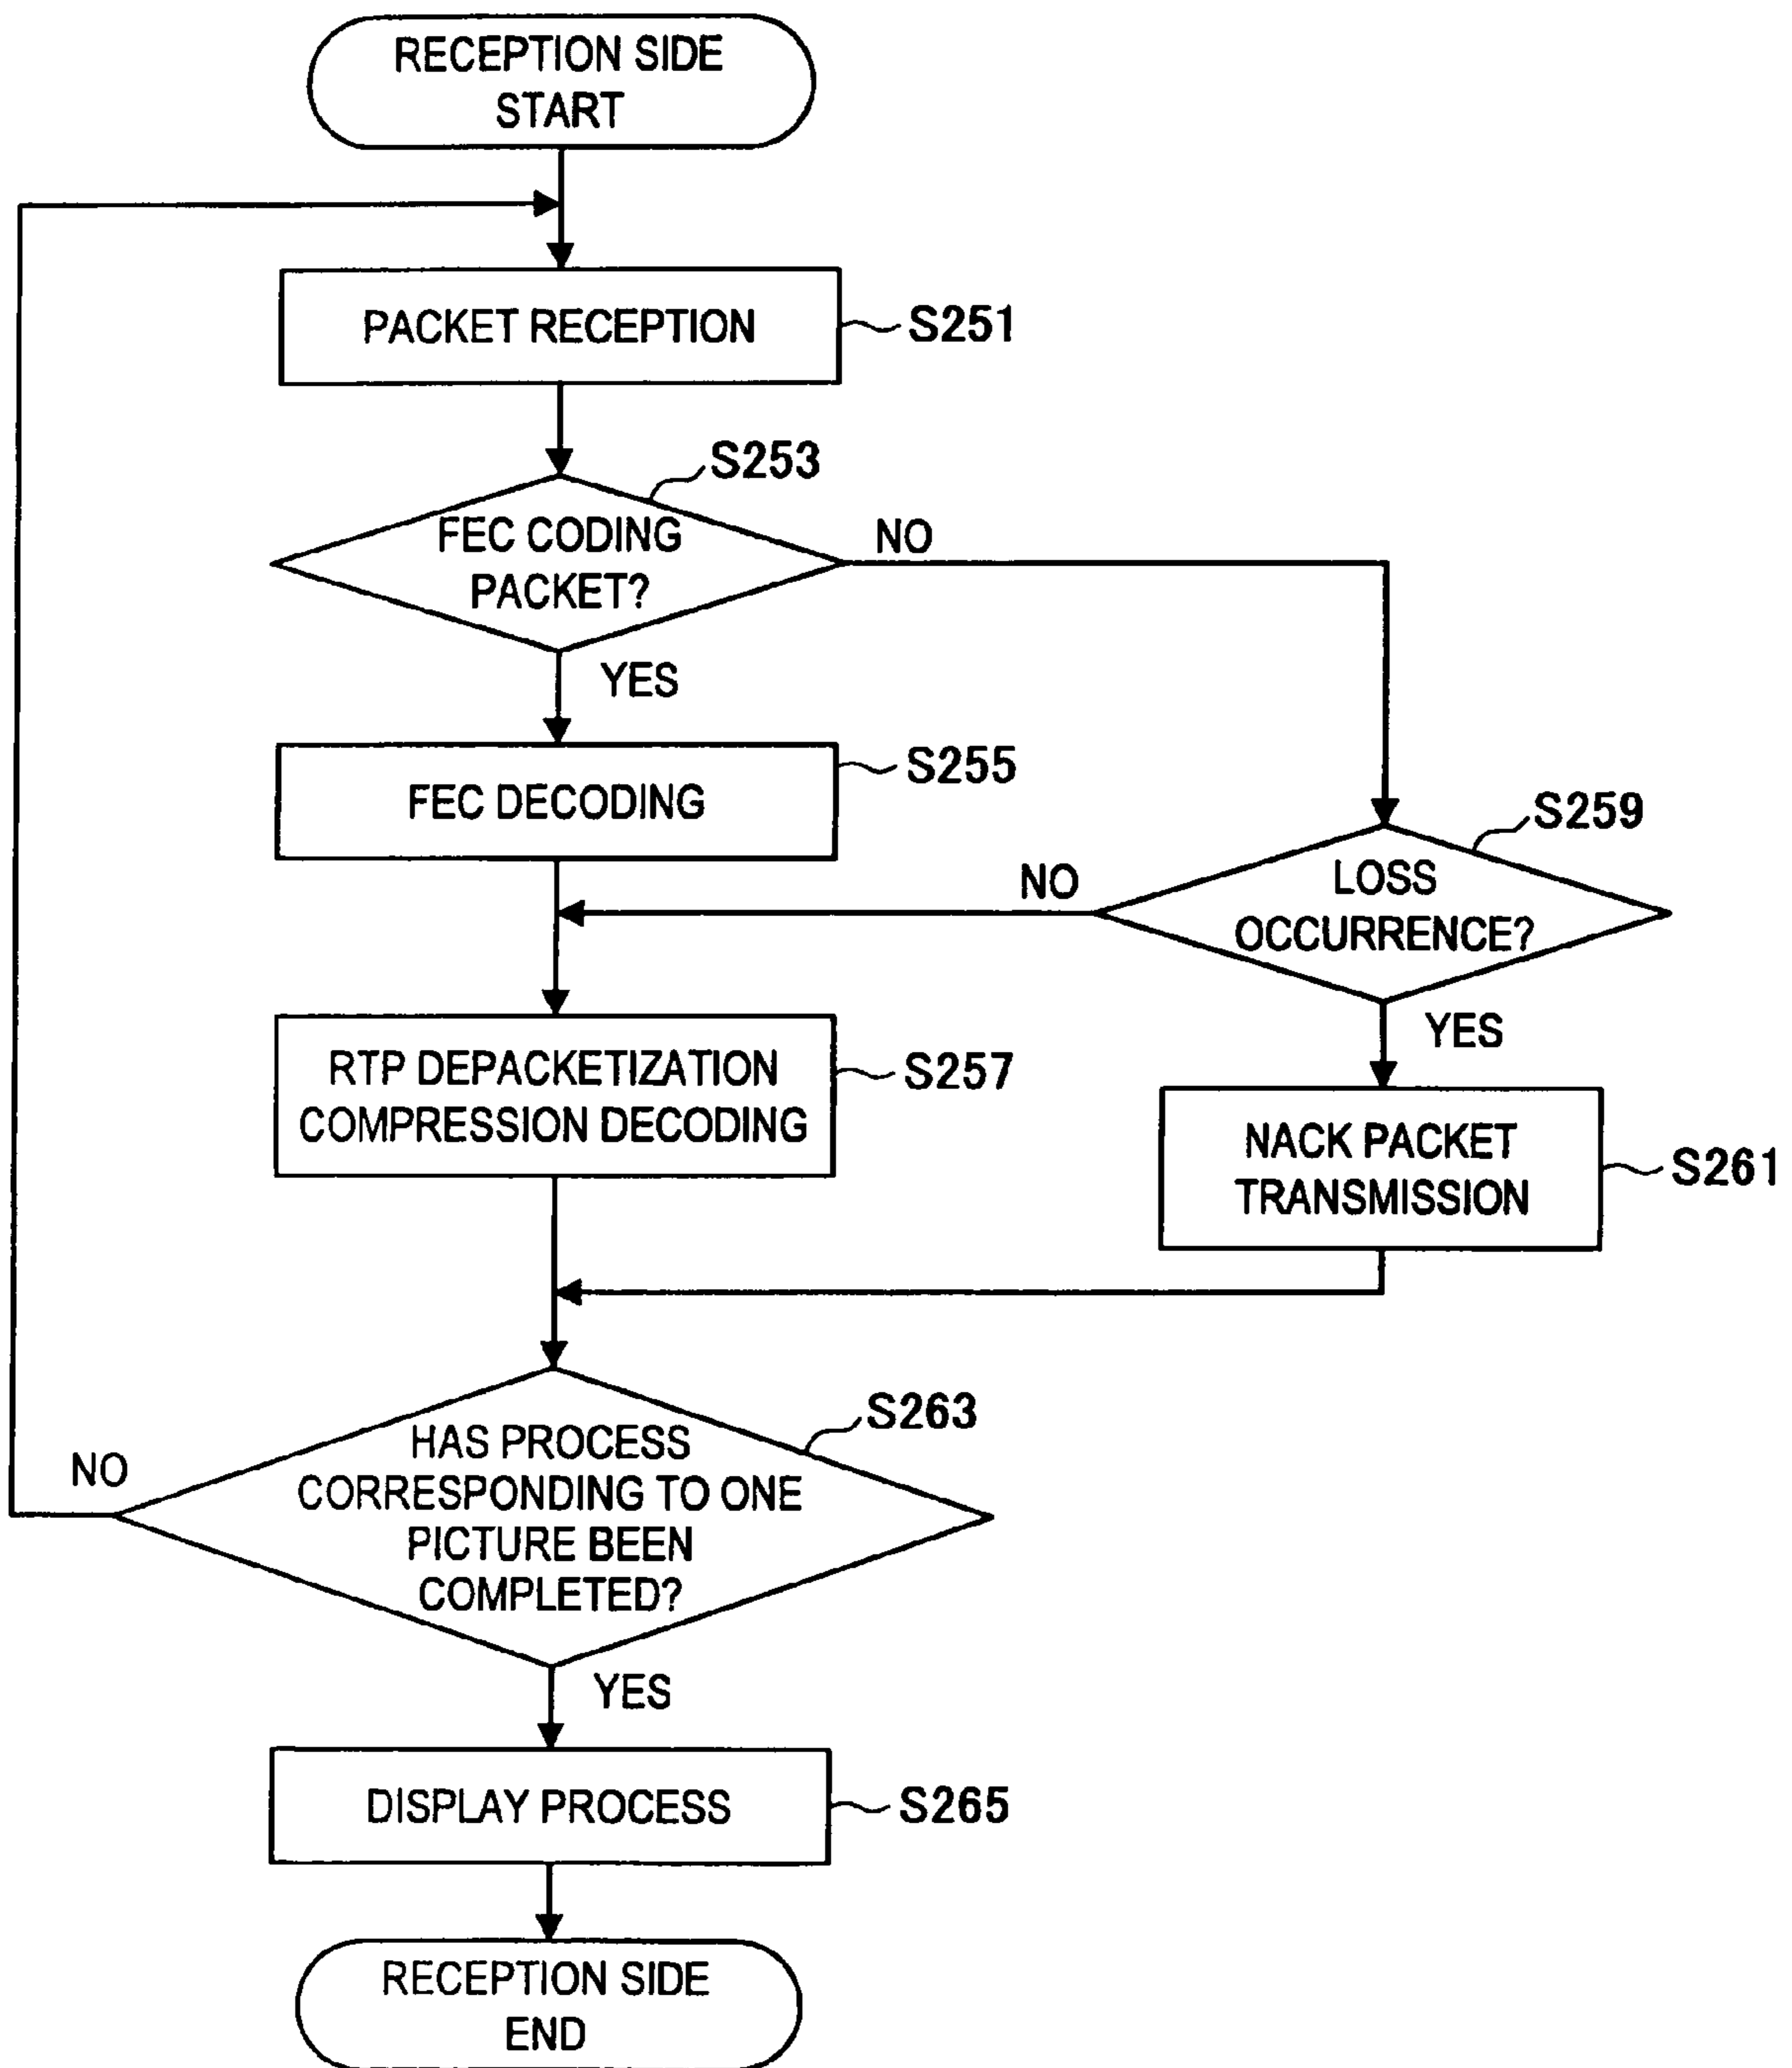 RECEPTION SIDE
START
PACKET RECEPTION
S251
S253
FEC CODING
PACKET?
NO
YES
FEC DECODING
S255
S259
LOSS
OCCURRENCE?
NO
YES
RTP DEPACKETIZATION
COMPRESSION DECODING
S257
NACK PACKET
TRANSMISSION
S261
S263
HAS PROCESS
CORRESPONDING TO ONE
PICTURE BEEN
COMPLETED?
NO
YES
DISPLAY PROCESS
S265
RECEPTION SIDE
END